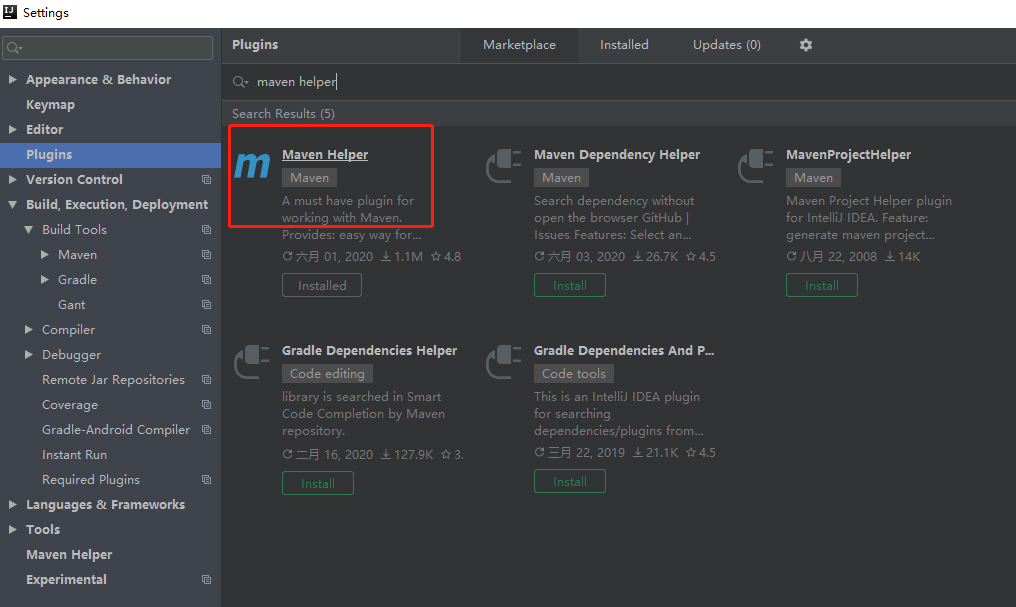 Settings
Plugins
Marketplace
Installed
Updates (0)
maven helper
Search Results (5)
Appearance & Behavior
Keymap
Editor
Plugins
Version Control
Build, Execution, Deployment
Build Tools
Maven
Gradle
Gant
Compiler
Debugger
Remote Jar Repositories
Coverage
Gradle-Android Compiler
Instant Run
Required Plugins
Languages & Frameworks
Tools
Maven Helper
Experimental
m
Maven Helper
Maven
A must have plugin for
working with Maven.
Provides: easy way for...
六月 01, 2020 1.1M 4.8
Installed
Maven Dependency Helper
Maven
Search dependency without
open the browser GitHub |
Issues Features: Select an...
六月 03, 2020 26.7K 4.5
Install
MavenProjectHelper
Maven
Maven Project Helper plugin
for IntelliJ IDEA. Feature:
generate maven project...
八月 22, 2008 14K
Install
Gradle Dependencies Helper
Code editing
library is searched in Smart
Code Completion by Maven
repository.
二月 16, 2020 127.9K 3.
Install
Gradle Dependencies And P...
Code tools
This is an IntelliJ IDEA plugin
for searching
dependencies/plugins from...
三月 22, 2019 21.1K 4.5
Install